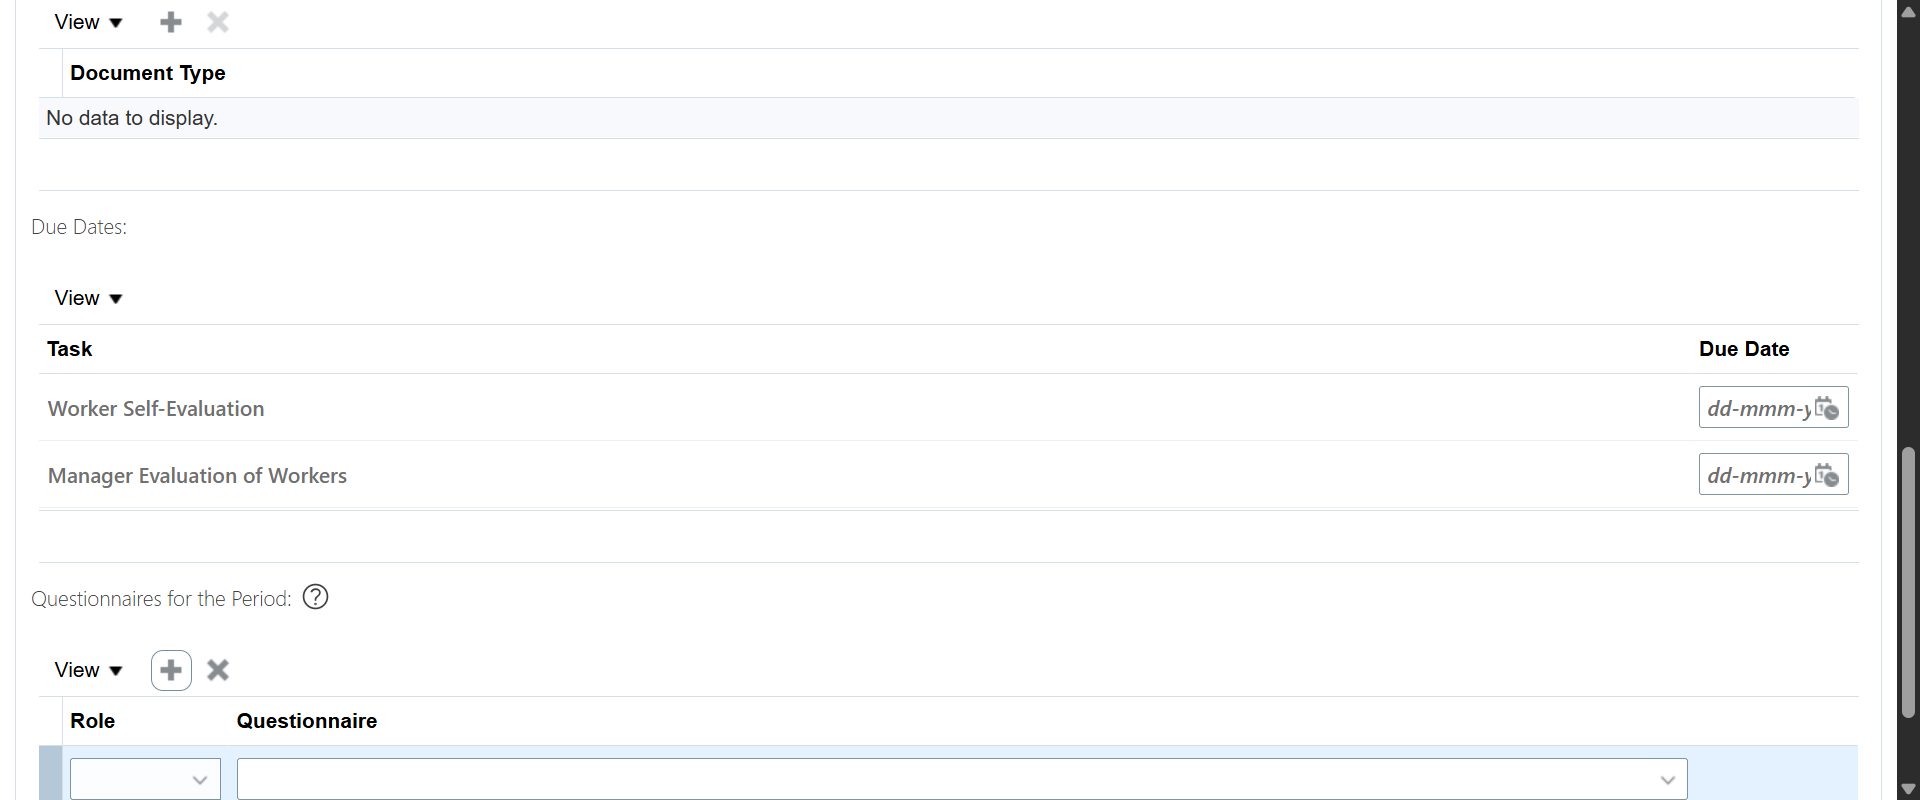 View
Document Type
No data to display.
Due Dates:
View
Task Due Date
Worker Self-Evaluation dd-mmm-y
Manager Evaluation of Workers dd-mmm-y
Questionnaires for the Period: ?
View
Role Questionnaire